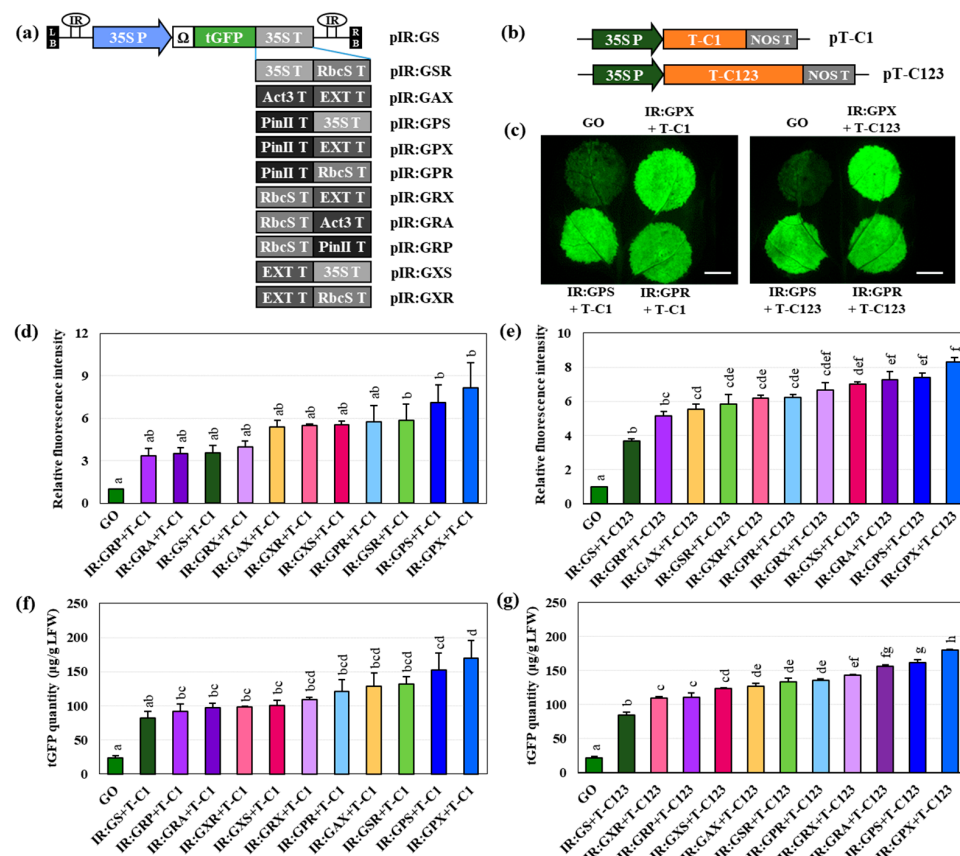 (a)
L B
IR
35S P
Ω
tGFP
35S T
IR
R B
pIR:GS
35S T RbcS T pIR:GSR
Act3 T EXT T pIR:GAX
PinII T 35S T pIR:GPS
PinII T EXT T pIR:GPX
PinII T RbcS T pIR:GPR
RbcS T EXT T pIR:GRX
RbcS T Act3 T pIR:GRA
RbcS T PinII T pIR:GRP
EXT T 35S T pIR:GXS
EXT T RbcS T pIR:GXR
(b)
35S P T-C1 NOS T pT-C1
35S P T-C123 NOS T pT-C123
(c)
GO
IR:GPX
+ T-C1
GO
IR:GPX
+ T-C123
IR:GPS
+ T-C1
IR:GPR
+ T-C1
IR:GPS
+ T-C123
IR:GPR
+ T-C123
(d)
Relative fluorescence intensity
12
9
6
3
0
a ab ab ab ab ab ab ab ab b b b
GO
IR:GRP+T-C1
IR:GRA+T-C1
IR:GS+T-C1
IR:GRX+T-C1
IR:GAX+T-C1
IR:GXR+T-C1
IR:GXS+T-C1
IR:GPR+T-C1
IR:GSR+T-C1
IR:GPS+T-C1
IR:GPX+T-C1
(e)
Relative fluorescence intensity
10
8
6
4
2
0
a b bc cd cde cde cde cdef def ef ef f
GO
IR:GS+T-C123
IR:GRP+T-C123
IR:GAX+T-C123
IR:GSR+T-C123
IR:GXR+T-C123
IR:GPR+T-C123
IR:GRX+T-C123
IR:GXS+T-C123
IR:GRA+T-C123
IR:GPS+T-C123
IR:GPX+T-C123
(f)
tGFP quantity (µg/g LFW)
250
200
150
100
50
0
a ab bc bc bc bc bcd bcd bcd bcd cd d
GO
IR:GS+T-C1
IR:GRP+T-C1
IR:GRA+T-C1
IR:GXR+T-C1
IR:GXS+T-C1
IR:GRX+T-C1
IR:GPR+T-C1
IR:GAX+T-C1
IR:GSR+T-C1
IR:GPS+T-C1
IR:GPX+T-C1
(g)
tGFP quantity (µg/g LFW)
250
200
150
100
50
0
a b c c cd de de de ef fg g h
GO
IR:GS+T-C123
IR:GXR+T-C123
IR:GRP+T-C123
IR:GXS+T-C123
IR:GAX+T-C123
IR:GSR+T-C123
IR:GPR+T-C123
IR:GRX+T-C123
IR:GRA+T-C123
IR:GPS+T-C123
IR:GPX+T-C123